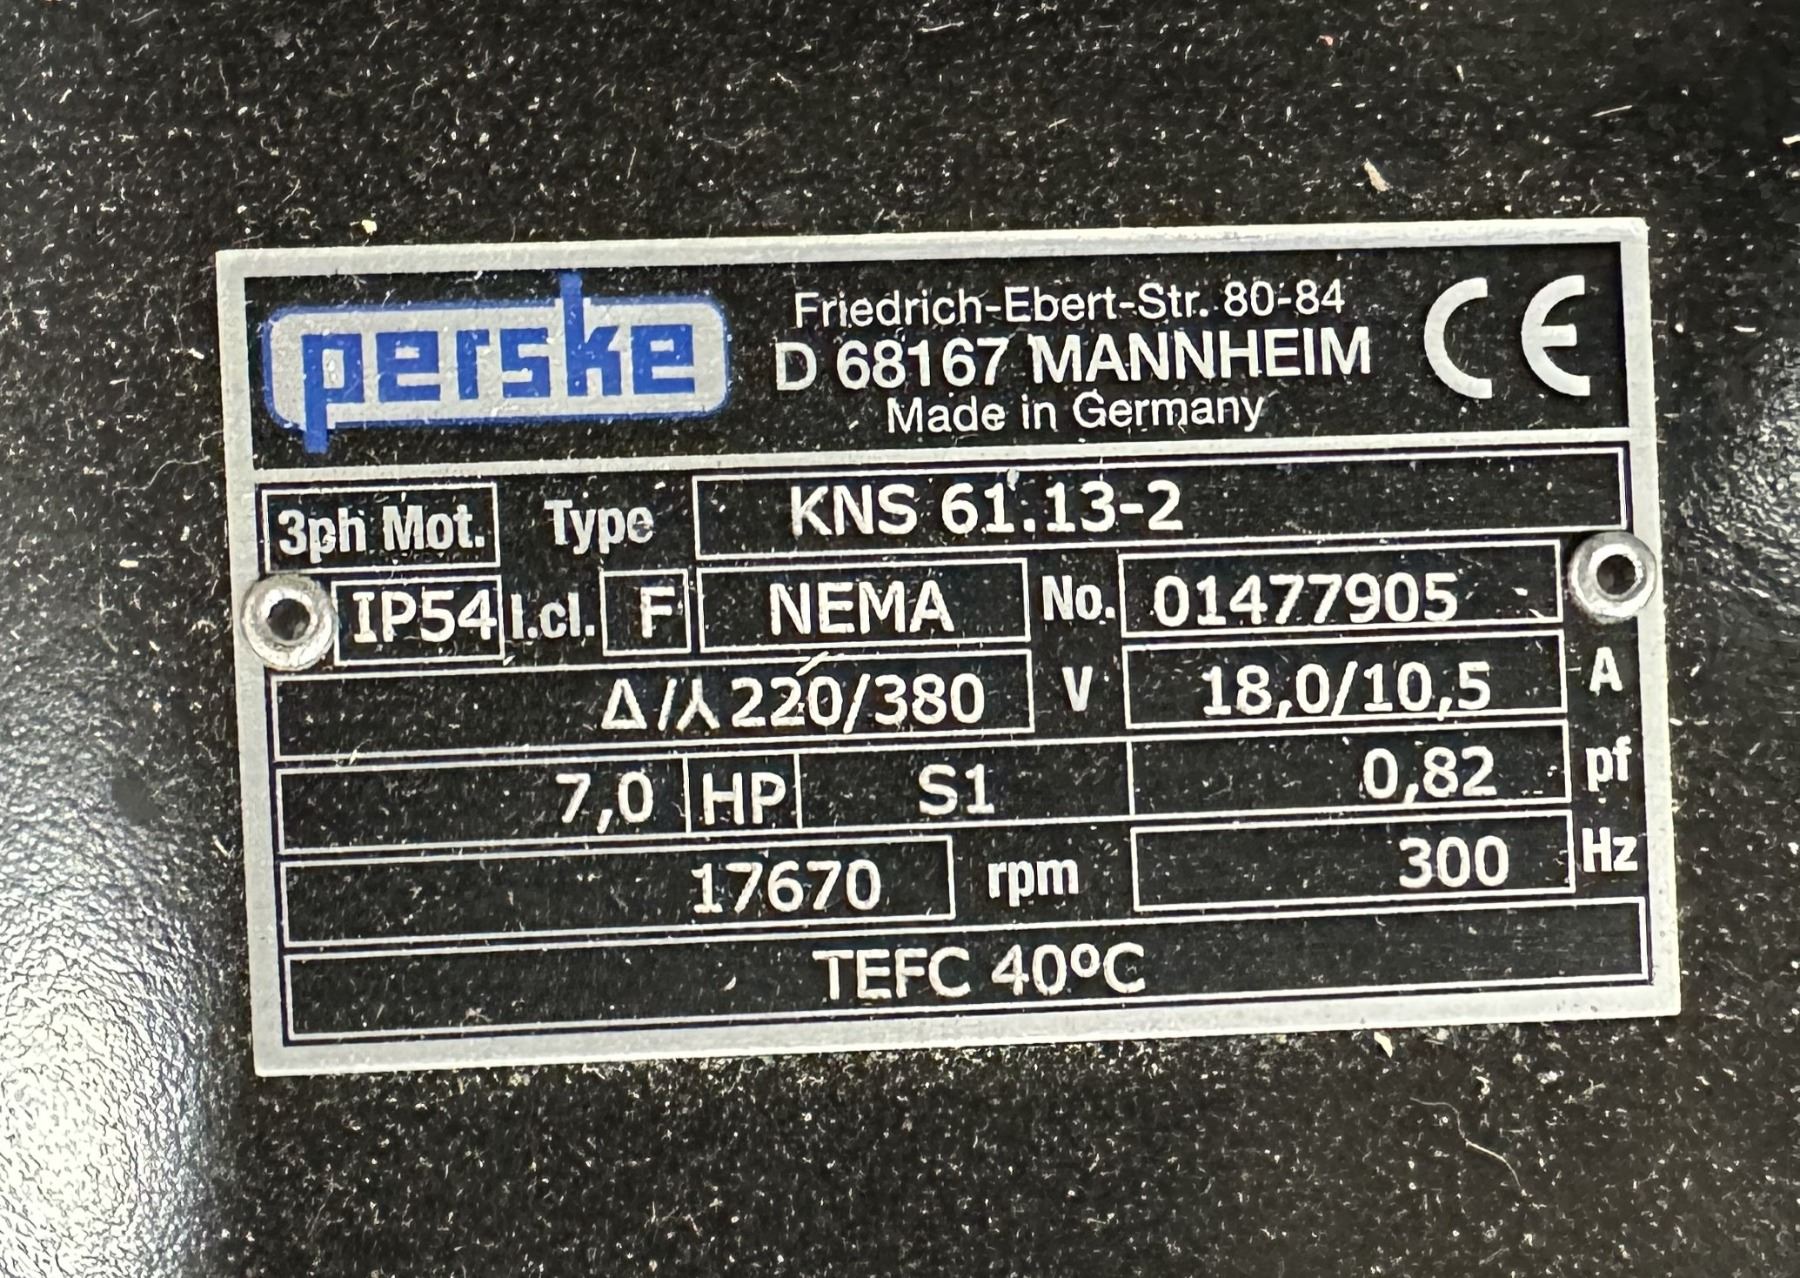 perske
Friedrich-Ebert-Str. 80-84
D 68167 MANNHEIM
Made in Germany
CE
3ph Mot. Type KNS 61.13-2
IP54 I.cl. F NEMA No. 01477905
Δ/⅄ 220/380 V 18,0/10,5 A
7,0 HP S1 0,82 pf
17670 rpm 300 Hz
TEFC 40ºC